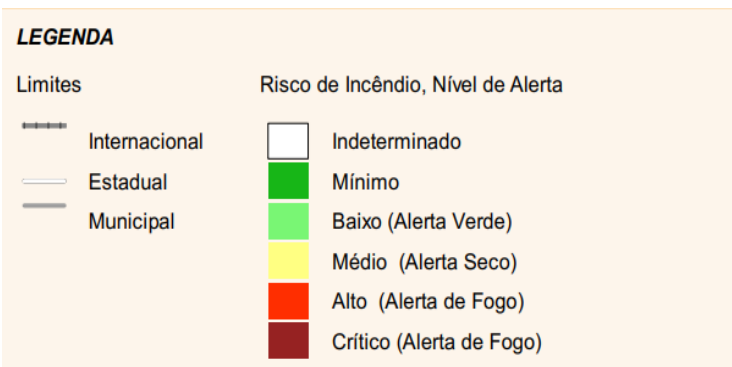 LEGENDA
Limites
Internacional
Estadual
Municipal
Risco de Incêndio, Nível de Alerta
Indeterminado
Mínimo
Baixo (Alerta Verde)
Médio (Alerta Seco)
Alto (Alerta de Fogo)
Crítico (Alerta de Fogo)